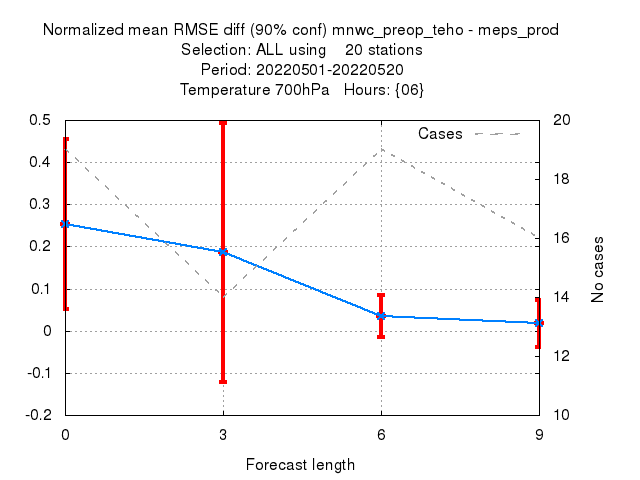 Normalized mean RMSE diff (90% conf) mnwc_preop_teho - meps_prod
Selection: ALL using    20 stations
Period: 20220501-20220520
Temperature 700hPa   Hours: {06}
Cases
0.5
0.4
0.3
0.2
0.1
0
-0.1
-0.2
20
18
16
14
12
10
No cases
0 3 6 9
Forecast length